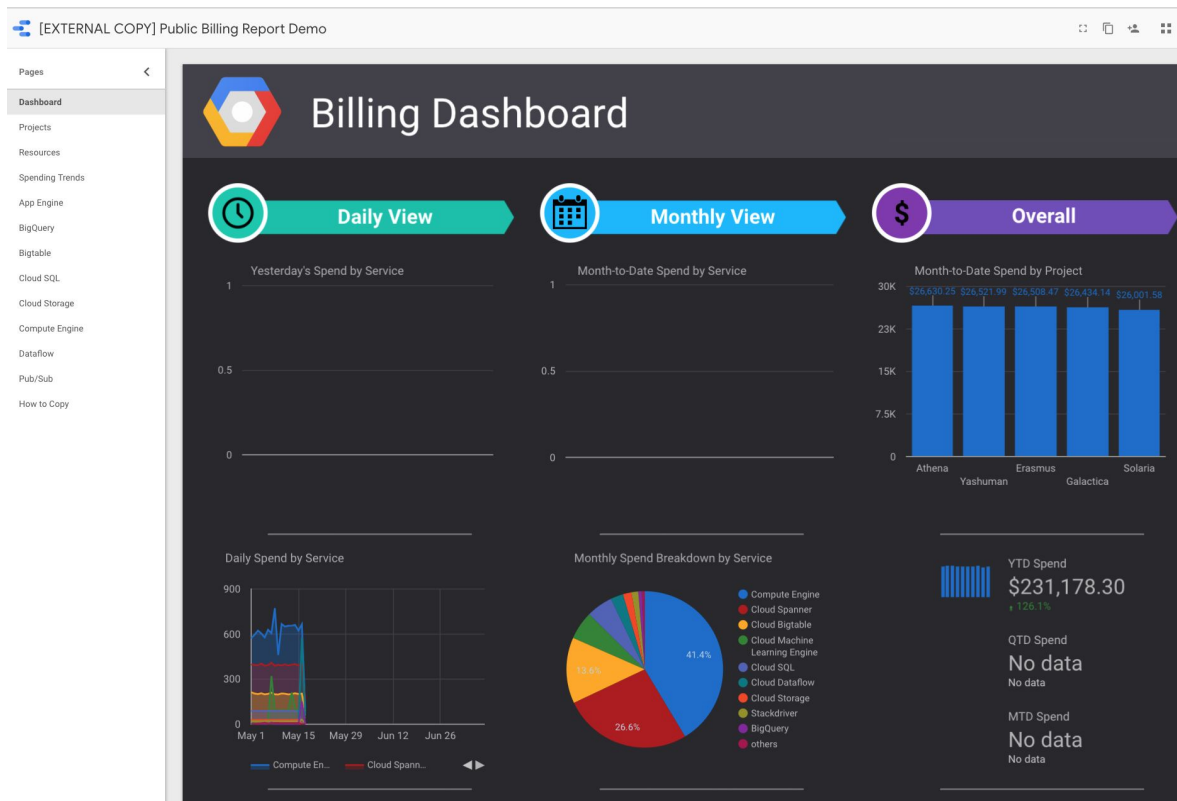 [EXTERNAL COPY] Public Billing Report Demo
Pages
Dashboard
Projects
Resources
Spending Trends
App Engine
BigQuery
Bigtable
Cloud SQL
Cloud Storage
Compute Engine
Dataflow
Pub/Sub
How to Copy
Billing Dashboard
Daily View
Monthly View
$
Overall
Yesterday's Spend by Service
1
0.5
0
Month-to-Date Spend by Service
1
0.5
0
Month-to-Date Spend by Project
30K
23K
15K
7.5K
0
$26,630.25 $26,521.99 $26,508.47 $26,434.14 $26,001.58
Athena Erasmus Solaria
Yashuman Galactica
Daily Spend by Service
900
600
300
0
May 1 May 15 May 29 Jun 12 Jun 26
Compute En... Cloud Spann...
Monthly Spend Breakdown by Service
41.4%
13.6%
26.6%
Compute Engine
Cloud Spanner
Cloud Bigtable
Cloud Machine
Learning Engine
Cloud SQL
Cloud Dataflow
Cloud Storage
Stackdriver
BigQuery
others
YTD Spend
$231,178.30
126.1%
QTD Spend
No data
No data
MTD Spend
No data
No data